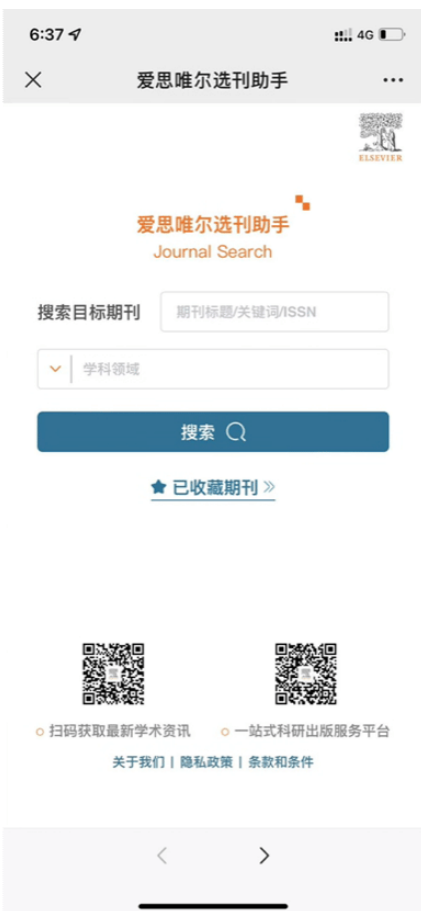 6:37 4G
爱思唯尔选刊助手
ELSEVIER
爱思唯尔选刊助手
Journal Search
搜索目标期刊 期刊标题/关键词/ISSN
学科领域
搜索
已收藏期刊
扫码获取最新学术资讯 一站式科研出版服务平台
关于我们 | 隐私政策 | 条款和条件